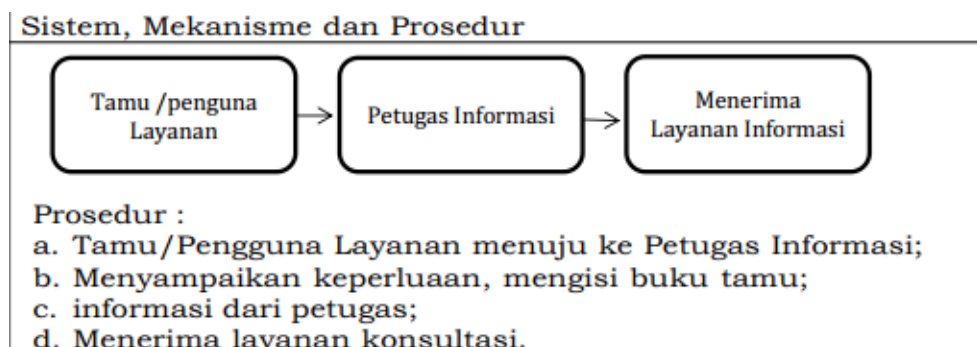 Sistem, Mekanisme dan Prosedur
Tamu /penguna
Layanan
Petugas Informasi
Menerima
Layanan Informasi
Prosedur :
a. Tamu/Pengguna Layanan menuju ke Petugas Informasi;
b. Menyampaikan keperluaan, mengisi buku tamu;
c. informasi dari petugas;
d. Menerima layanan konsultasi.